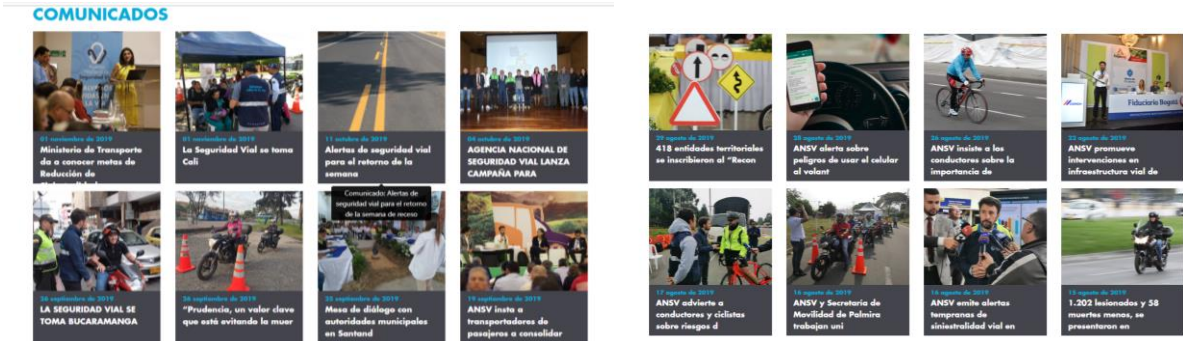 COMUNICADOS
01 noviembre de 2019
Ministerio de Transporte
da a conocer metas de
Reducción de
01 noviembre de 2019
La Seguridad Vial se toma
Cali
11 octubre de 2019
Alertas de seguridad vial
para el retorno de la
semana
Comunicado: Alertas de
seguridad vial para el retorno
de la semana de receso
04 octubre de 2019
AGENCIA NACIONAL DE
SEGURIDAD VIAL LANZA
CAMPAÑA PARA
26 septiembre de 2019
LA SEGURIDAD VIAL SE
TOMA BUCARAMANGA
26 septiembre de 2019
“Prudencia, un valor clave
que está evitando la muer
25 septiembre de 2019
Mesa de diálogo con
autoridades municipales
en Santand
19 septiembre de 2019
ANSV insta a
transportadores de
pasajeros a consolidar
29 agosto de 2019
418 entidades territoriales
se inscribieron al “Recon
28 agosto de 2019
ANSV alerta sobre
peligros de usar el celular
al volant
26 agosto de 2019
ANSV insiste a los
conductores sobre la
importancia de
Fiduciaria Bogotá
22 agosto de 2019
ANSV promueve
intervenciones en
infraestructura vial de
17 agosto de 2019
ANSV advierte a
conductores y ciclistas
sobre riesgos d
16 agosto de 2019
ANSV y Secretaría de
Movilidad de Palmira
trabajan uni
16 agosto de 2019
ANSV emite alertas
tempranas de
siniestralidad vial en
15 agosto de 2019
1.202 lesionados y 58
muertes menos, se
presentaron en